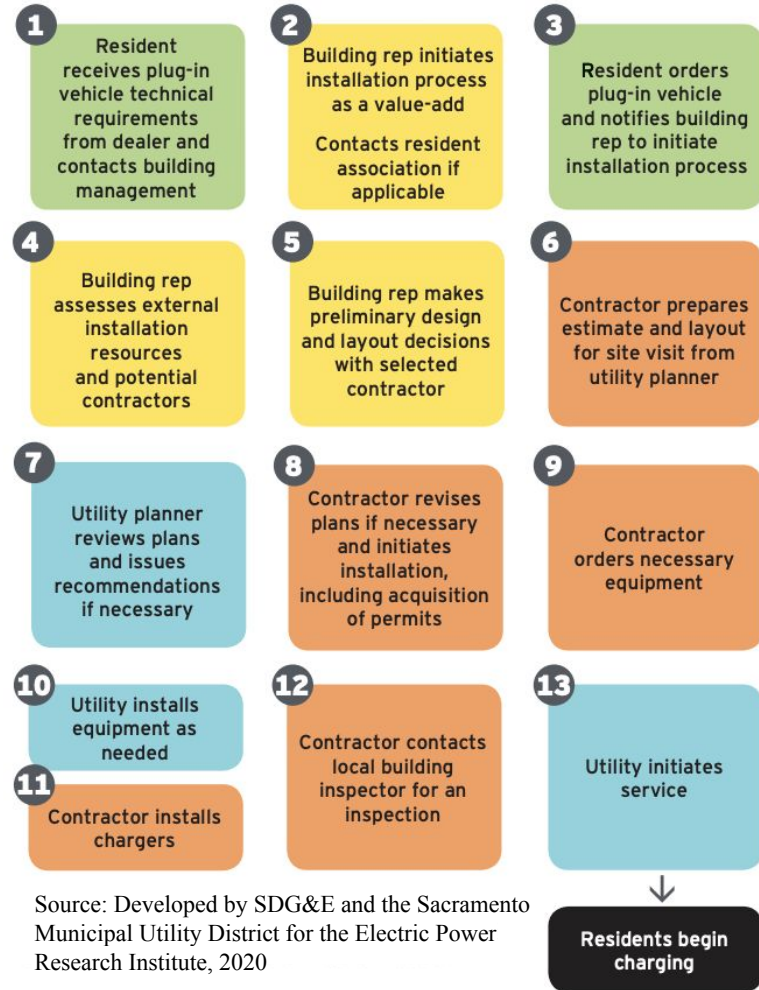 1
Resident
receives plug-in
vehicle technical
requirements
from dealer and
contacts building
management
2
Building rep initiates
installation process
as a value-add
Contacts resident
association if
applicable
3
Resident orders
plug-in vehicle
and notifies building
rep to initiate
installation process
4
Building rep
assesses external
installation
resources
and potential
contractors
5
Building rep makes
preliminary design
and layout decisions
with selected
contractor
6
Contractor prepares
estimate and layout
for site visit from
utility planner
7
Utility planner
reviews plans
and issues
recommendations
if necessary
8
Contractor revises
plans if necessary
and initiates
installation,
including acquisition
of permits
9
Contractor
orders necessary
equipment
10
Utility installs
equipment as
needed
11
Contractor installs
chargers
12
Contractor contacts
local building
inspector for an
inspection
13
Utility initiates
service
Residents begin
charging
Source: Developed by SDG&E and the Sacramento
Municipal Utility District for the Electric Power
Research Institute, 2020